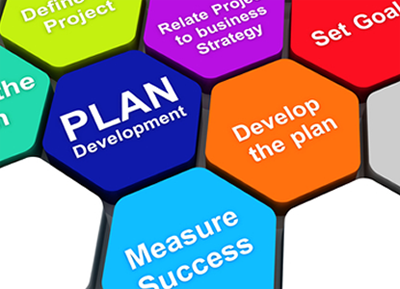 Define
Project
Relate Proje
to business
Strategy
Set Goal
the
PLAN
Development
Develop
the plan
Measure
Success